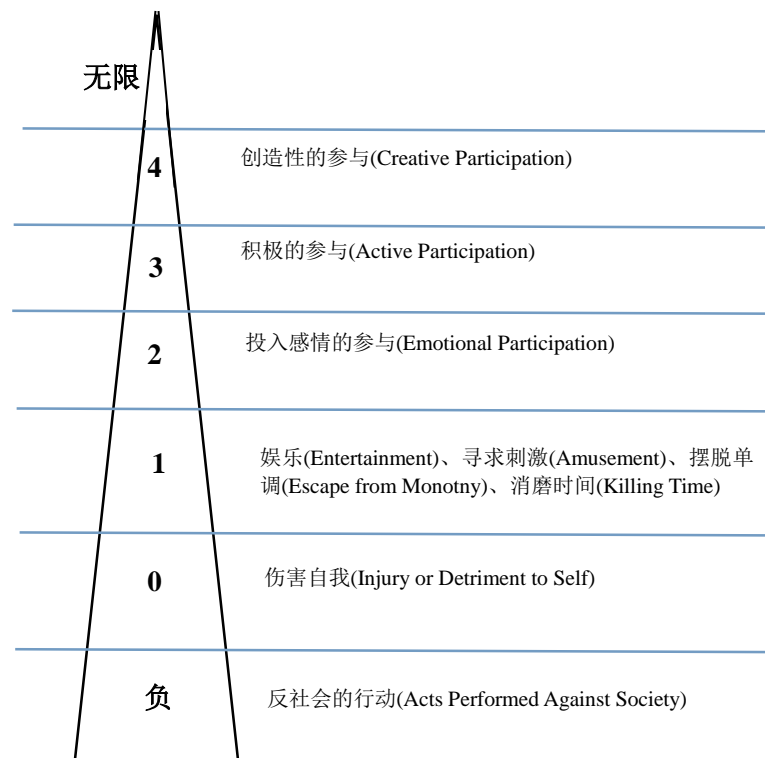 无限
4 创造性的参与(Creative Participation)
3 积极的参与(Active Participation)
2 投入感情的参与(Emotional Participation)
1 娱乐(Entertainment)、寻求刺激(Amusement)、摆脱单
调(Escape from Monotny)、消磨时间(Killing Time)
0 伤害自我(Injury or Detriment to Self)
负 反社会的行动(Acts Performed Against Society)